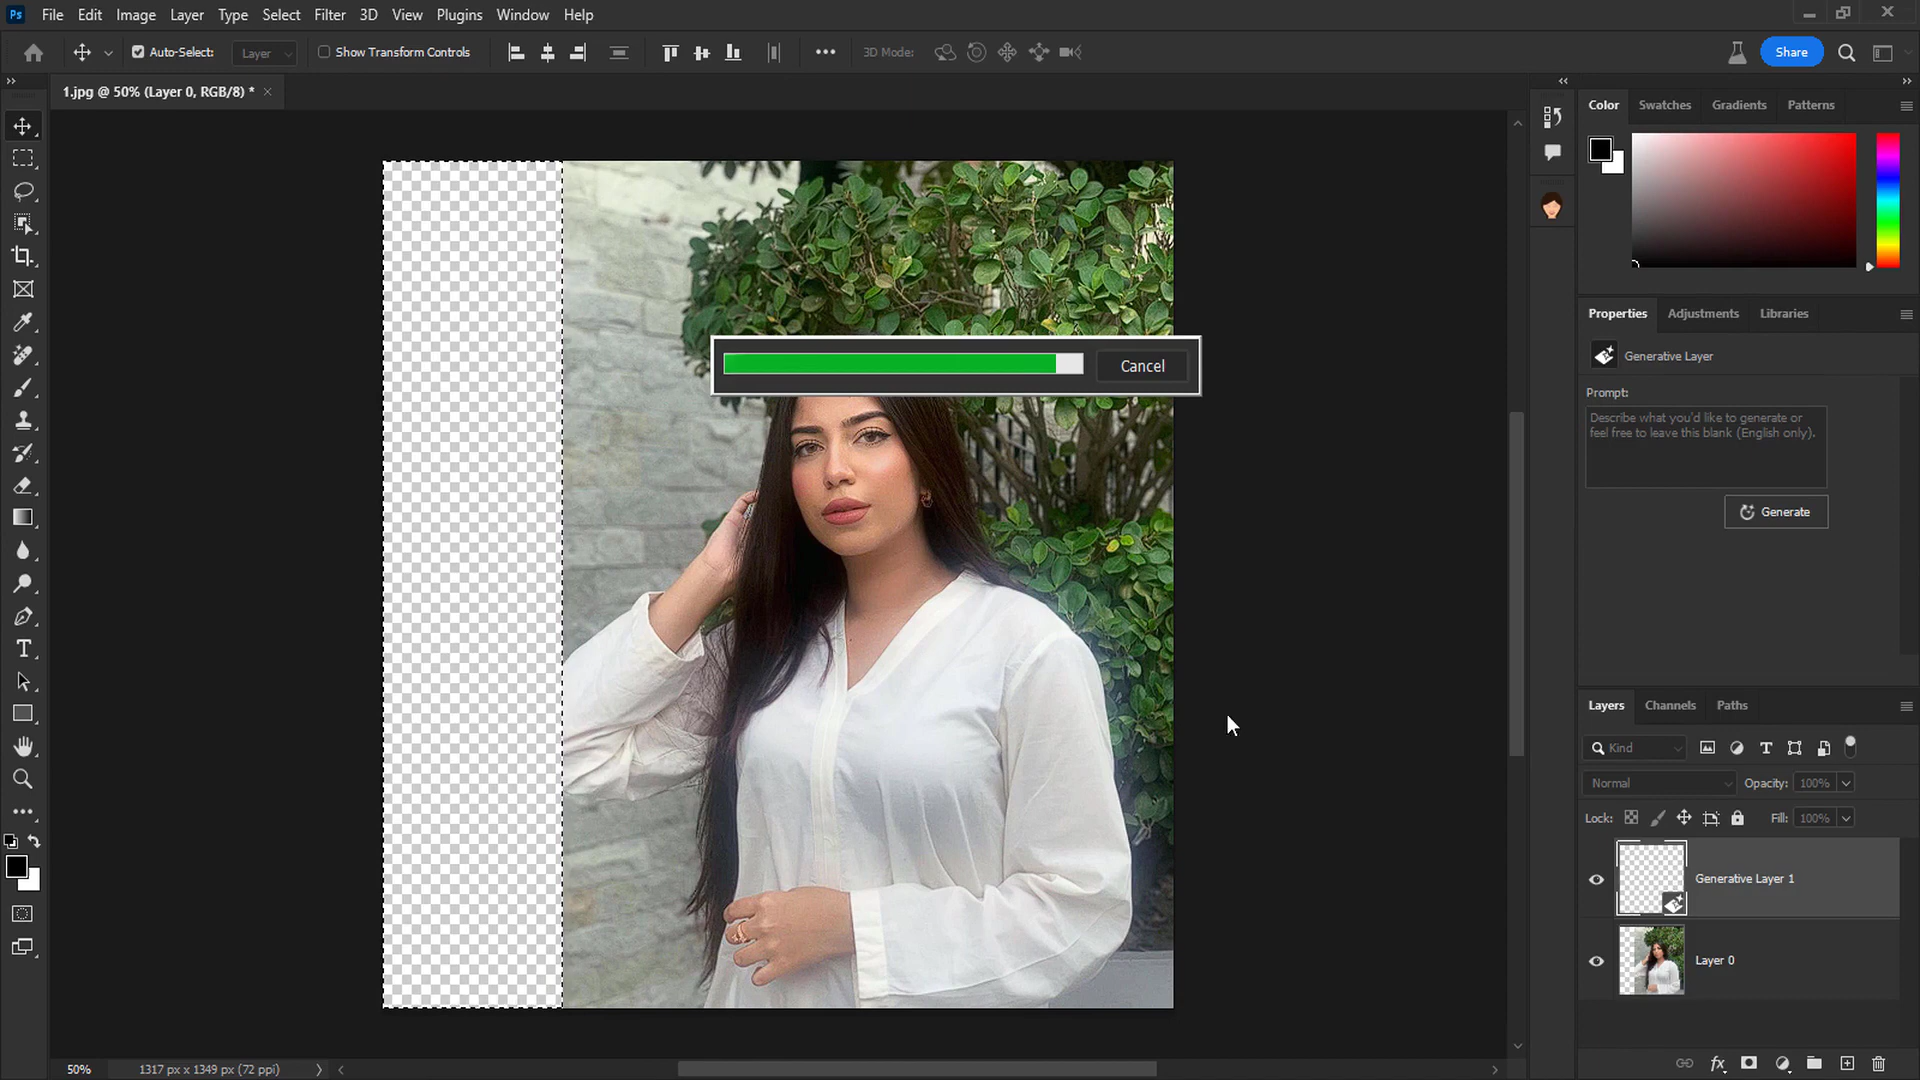 Ps File Edit Image Layer Type Select Filter 3D View Plugins Window Help
Auto-Select: Layer Show Transform Controls 3D Mode: Share
1.jpg @ 50% (Layer 0, RGB/8) *
Color Swatches Gradients Patterns
Properties Adjustments Libraries
Generative Layer
Cancel
Prompt:
Describe what you'd like to generate or
feel free to leave this blank (English only).
Generate
Layers Channels Paths
Kind
Normal Opacity: 100%
Lock: Fill: 100%
Generative Layer 1
Layer 0
50% 1317 px x 1349 px (72 ppi)